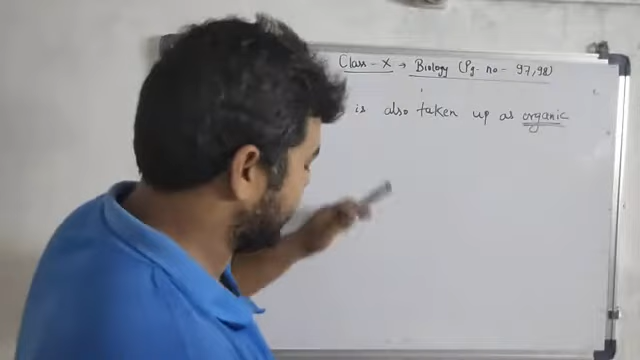 Class-X → Biology (Pg. no- 97,98)
is also taken up as organic